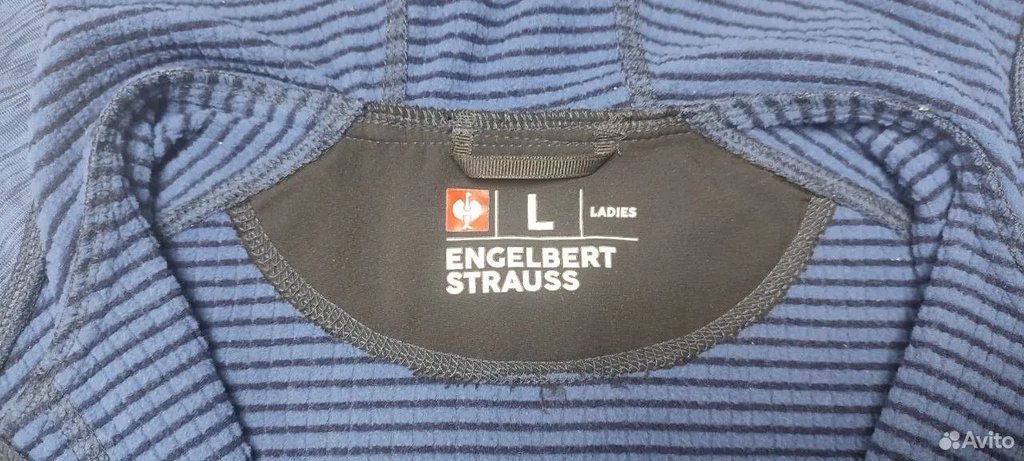 L
LADIES
ENGELBERT
STRAUSS
Avito